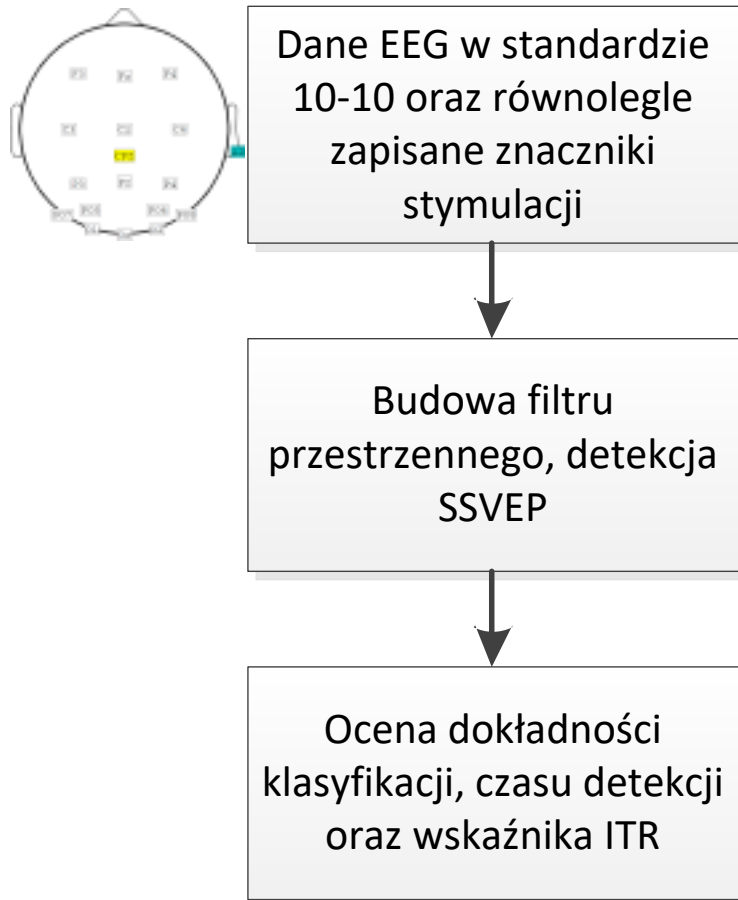 Dane EEG w standardzie
10-10 oraz równolegle
zapisane znaczniki
stymulacji
Budowa filtru
przestrzennego, detekcja
SSVEP
Ocena dokładności
klasyfikacji, czasu detekcji
oraz wskaźnika ITR